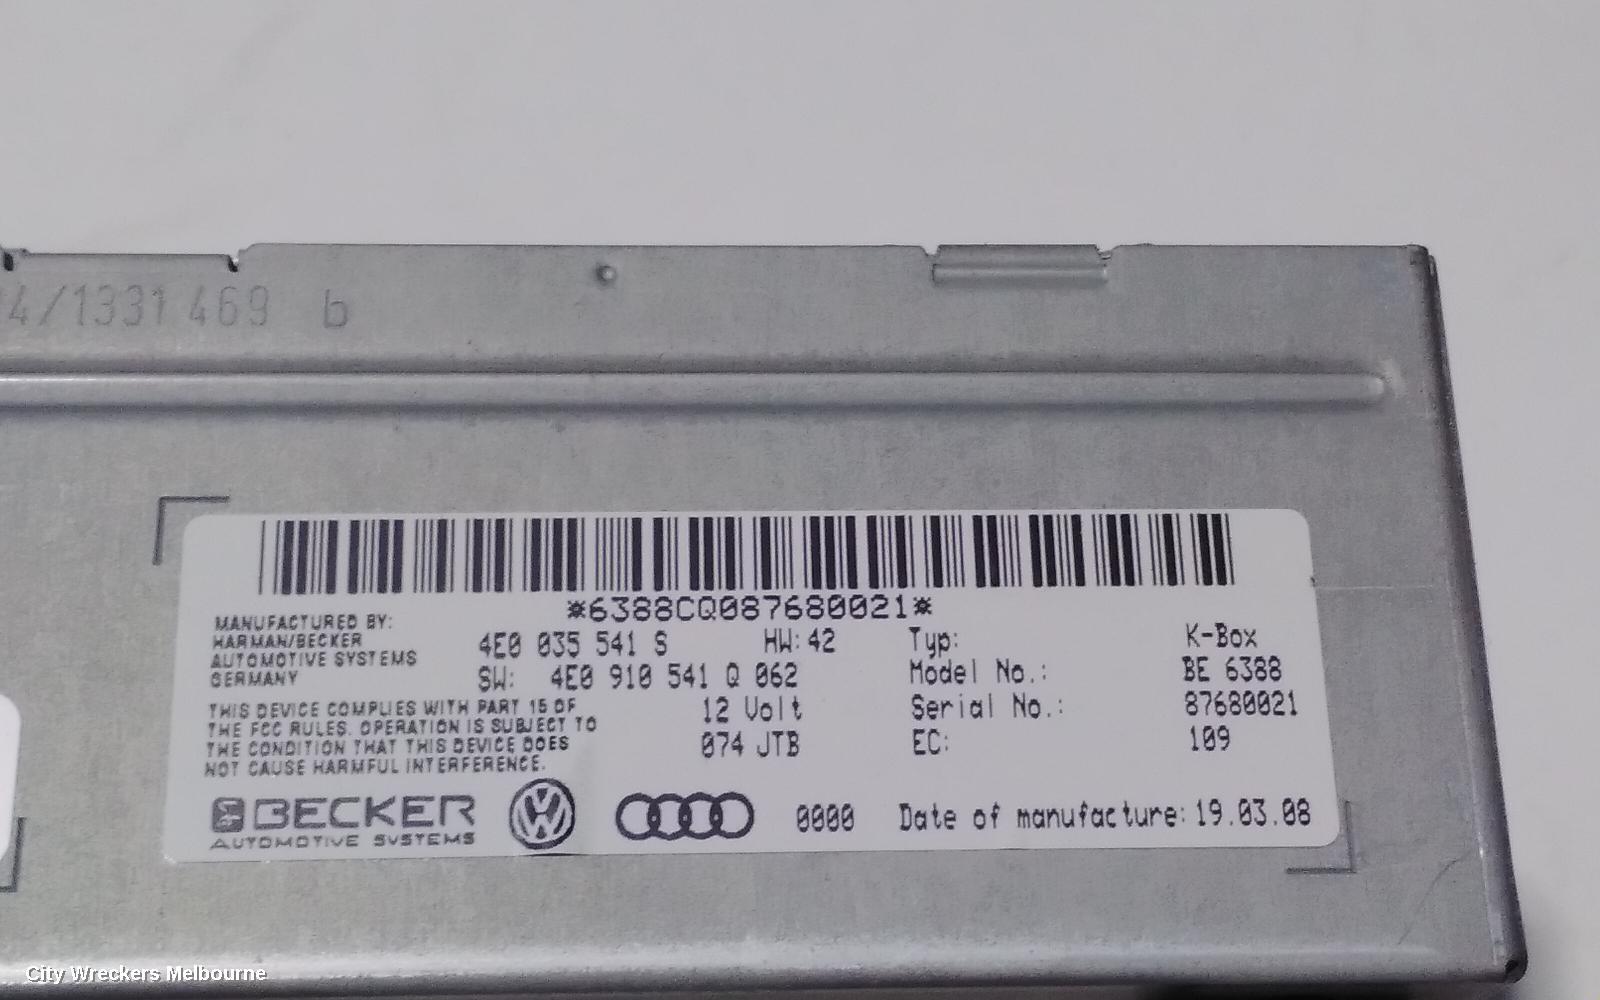 4/1331 469 b
*6388CQ087680021*
MANUFACTURED BY:
HARMAN/BECKER
AUTOMOTIVE SYSTEMS
GERMANY
4E0 035 541 S HW: 42
SW: 4E0 910 541 Q 062
12 Volt
074 JTB
Typ: K-Box
Model No.: BE 6388
Serial No.: 87680021
EC: 109
THIS DEVICE COMPLIES WITH PART 15 OF
THE FCC RULES. OPERATION IS SUBJECT TO
THE CONDITION THAT THIS DEVICE DOES
NOT CAUSE HARMFUL INTERFERENCE.
BECKER
AUTOMOTIVE SYSTEMS
VW
0000 Date of manufacture: 19.03.08
City Wreckers Melbourne